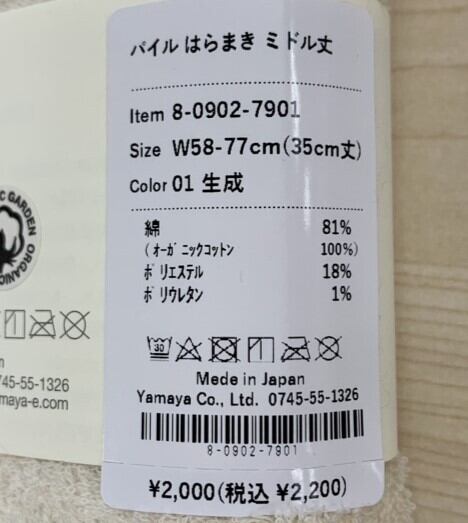 パイル はらまき ミドル丈
Item 8-0902-7901
Size W58-77cm(35cm丈)
Color 01 生成
綿 81%
(ｵｰｶﾞﾆｯｸｺｯﾄﾝ 100%)
ﾎﾟﾘｴｽﾃﾙ 18%
ﾎﾟﾘｳﾚﾀﾝ 1%
30
Made in Japan
Yamaya Co., Ltd. 0745-55-1326
8-0902-7901
¥2,000(税込 ¥2,200)
GARDEN
ORGANIC
0745-55-1326
maya-e.com